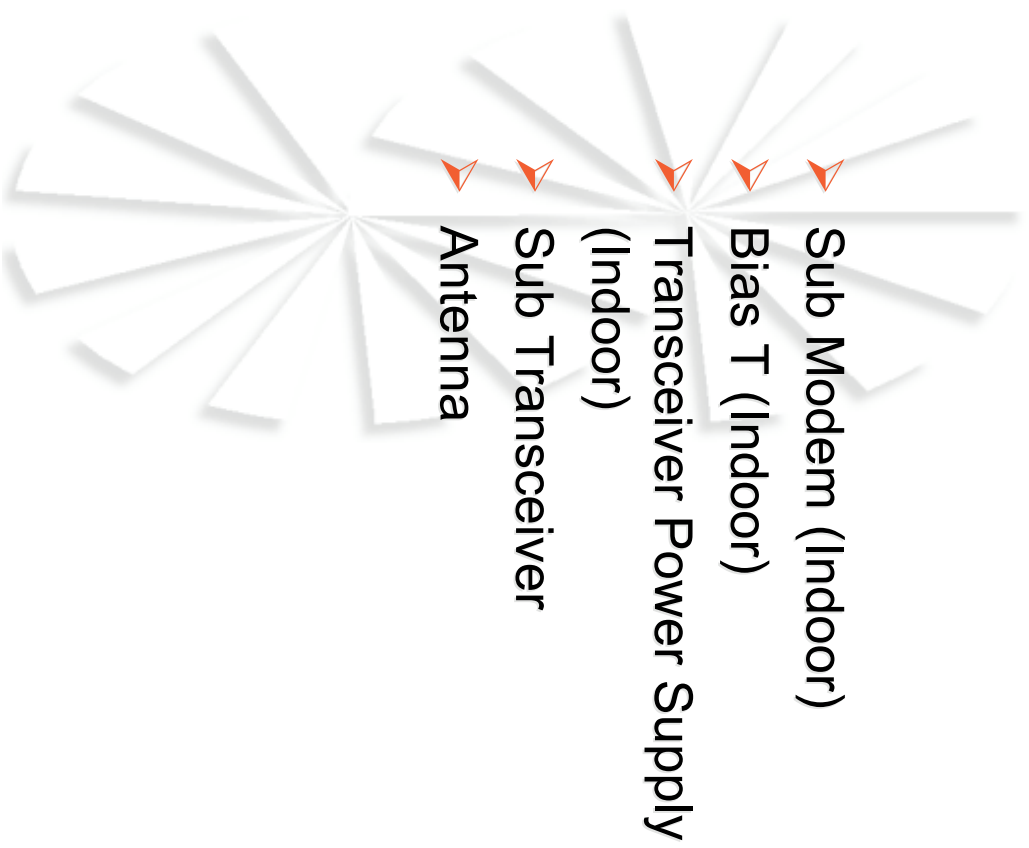 Sub Modem (Indoor)
Bias T (Indoor)
Transceiver Power Supply
(Indoor)
Sub Transceiver
Antenna